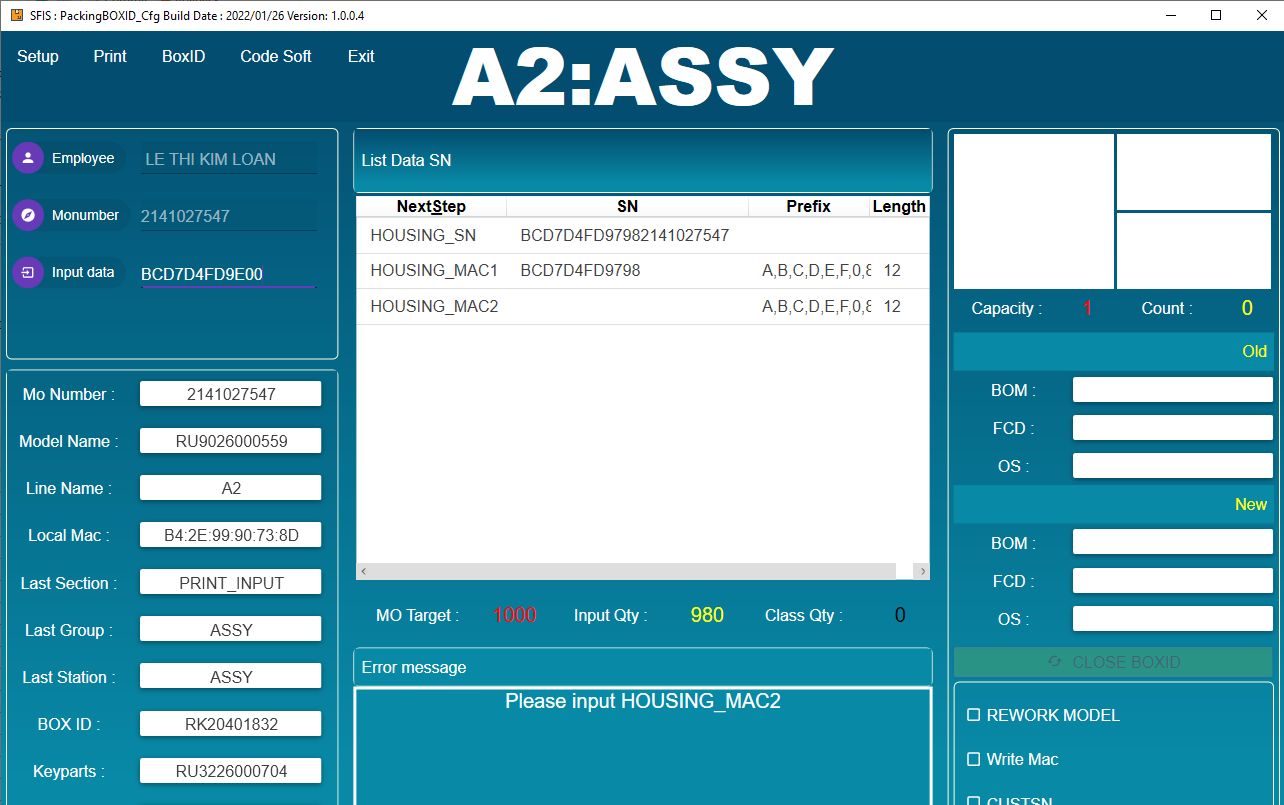 SFIS : PackingBOXID_Cfg Build Date : 2022/01/26 Version: 1.0.0.4
Setup Print BoxID Code Soft Exit
A2:ASSY
Employee LE THI KIM LOAN
Monumber 2141027547
Input data BCD7D4FD9E00
Mo Number : 2141027547
Model Name : RU9026000559
Line Name : A2
Local Mac : B4:2E:99:90:73:8D
Last Section : PRINT_INPUT
Last Group : ASSY
Last Station : ASSY
BOX ID : RK20401832
Keyparts : RU3226000704
List Data SN
NextStep SN Prefix Length
HOUSING_SN BCD7D4FD97982141027547
HOUSING_MAC1 BCD7D4FD9798 A,B,C,D,E,F,0,8 12
HOUSING_MAC2 A,B,C,D,E,F,0,8 12
MO Target : 1000 Input Qty : 980 Class Qty : 0
Error message
Please input HOUSING_MAC2
Capacity : 1 Count : 0
Old
BOM :
FCD :
OS :
New
BOM :
FCD :
OS :
CLOSE BOXID
REWORK MODEL
Write Mac
CUSTSN